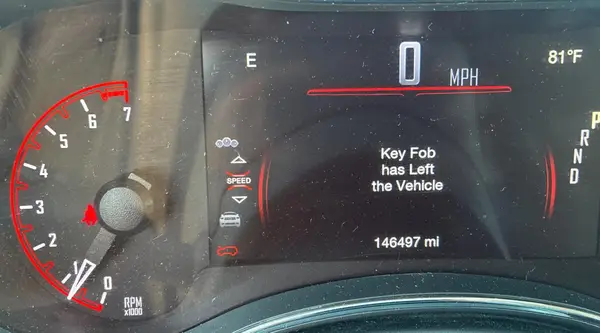 E
0 MPH
81°F
7
6
5
4
3
2
1
0
RPM
x1000
SPEED
Key Fob
has Left
the Vehicle
146497 mi
P
R
N
D